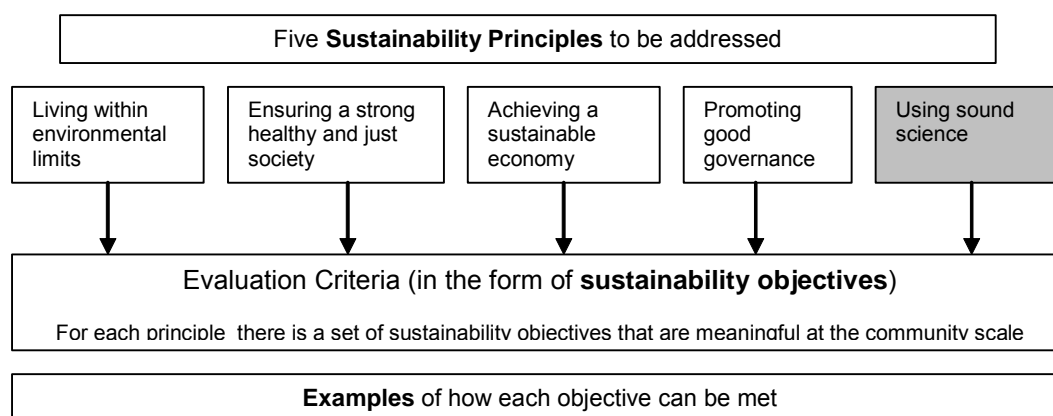 Five Sustainability Principles to be addressed
Living within
environmental
limits
Ensuring a strong
healthy and just
society
Achieving a
sustainable
economy
Promoting
good
governance
Using sound
science
Evaluation Criteria (in the form of sustainability objectives)
For each principle there is a set of sustainability objectives that are meaningful at the community scale
Examples of how each objective can be met